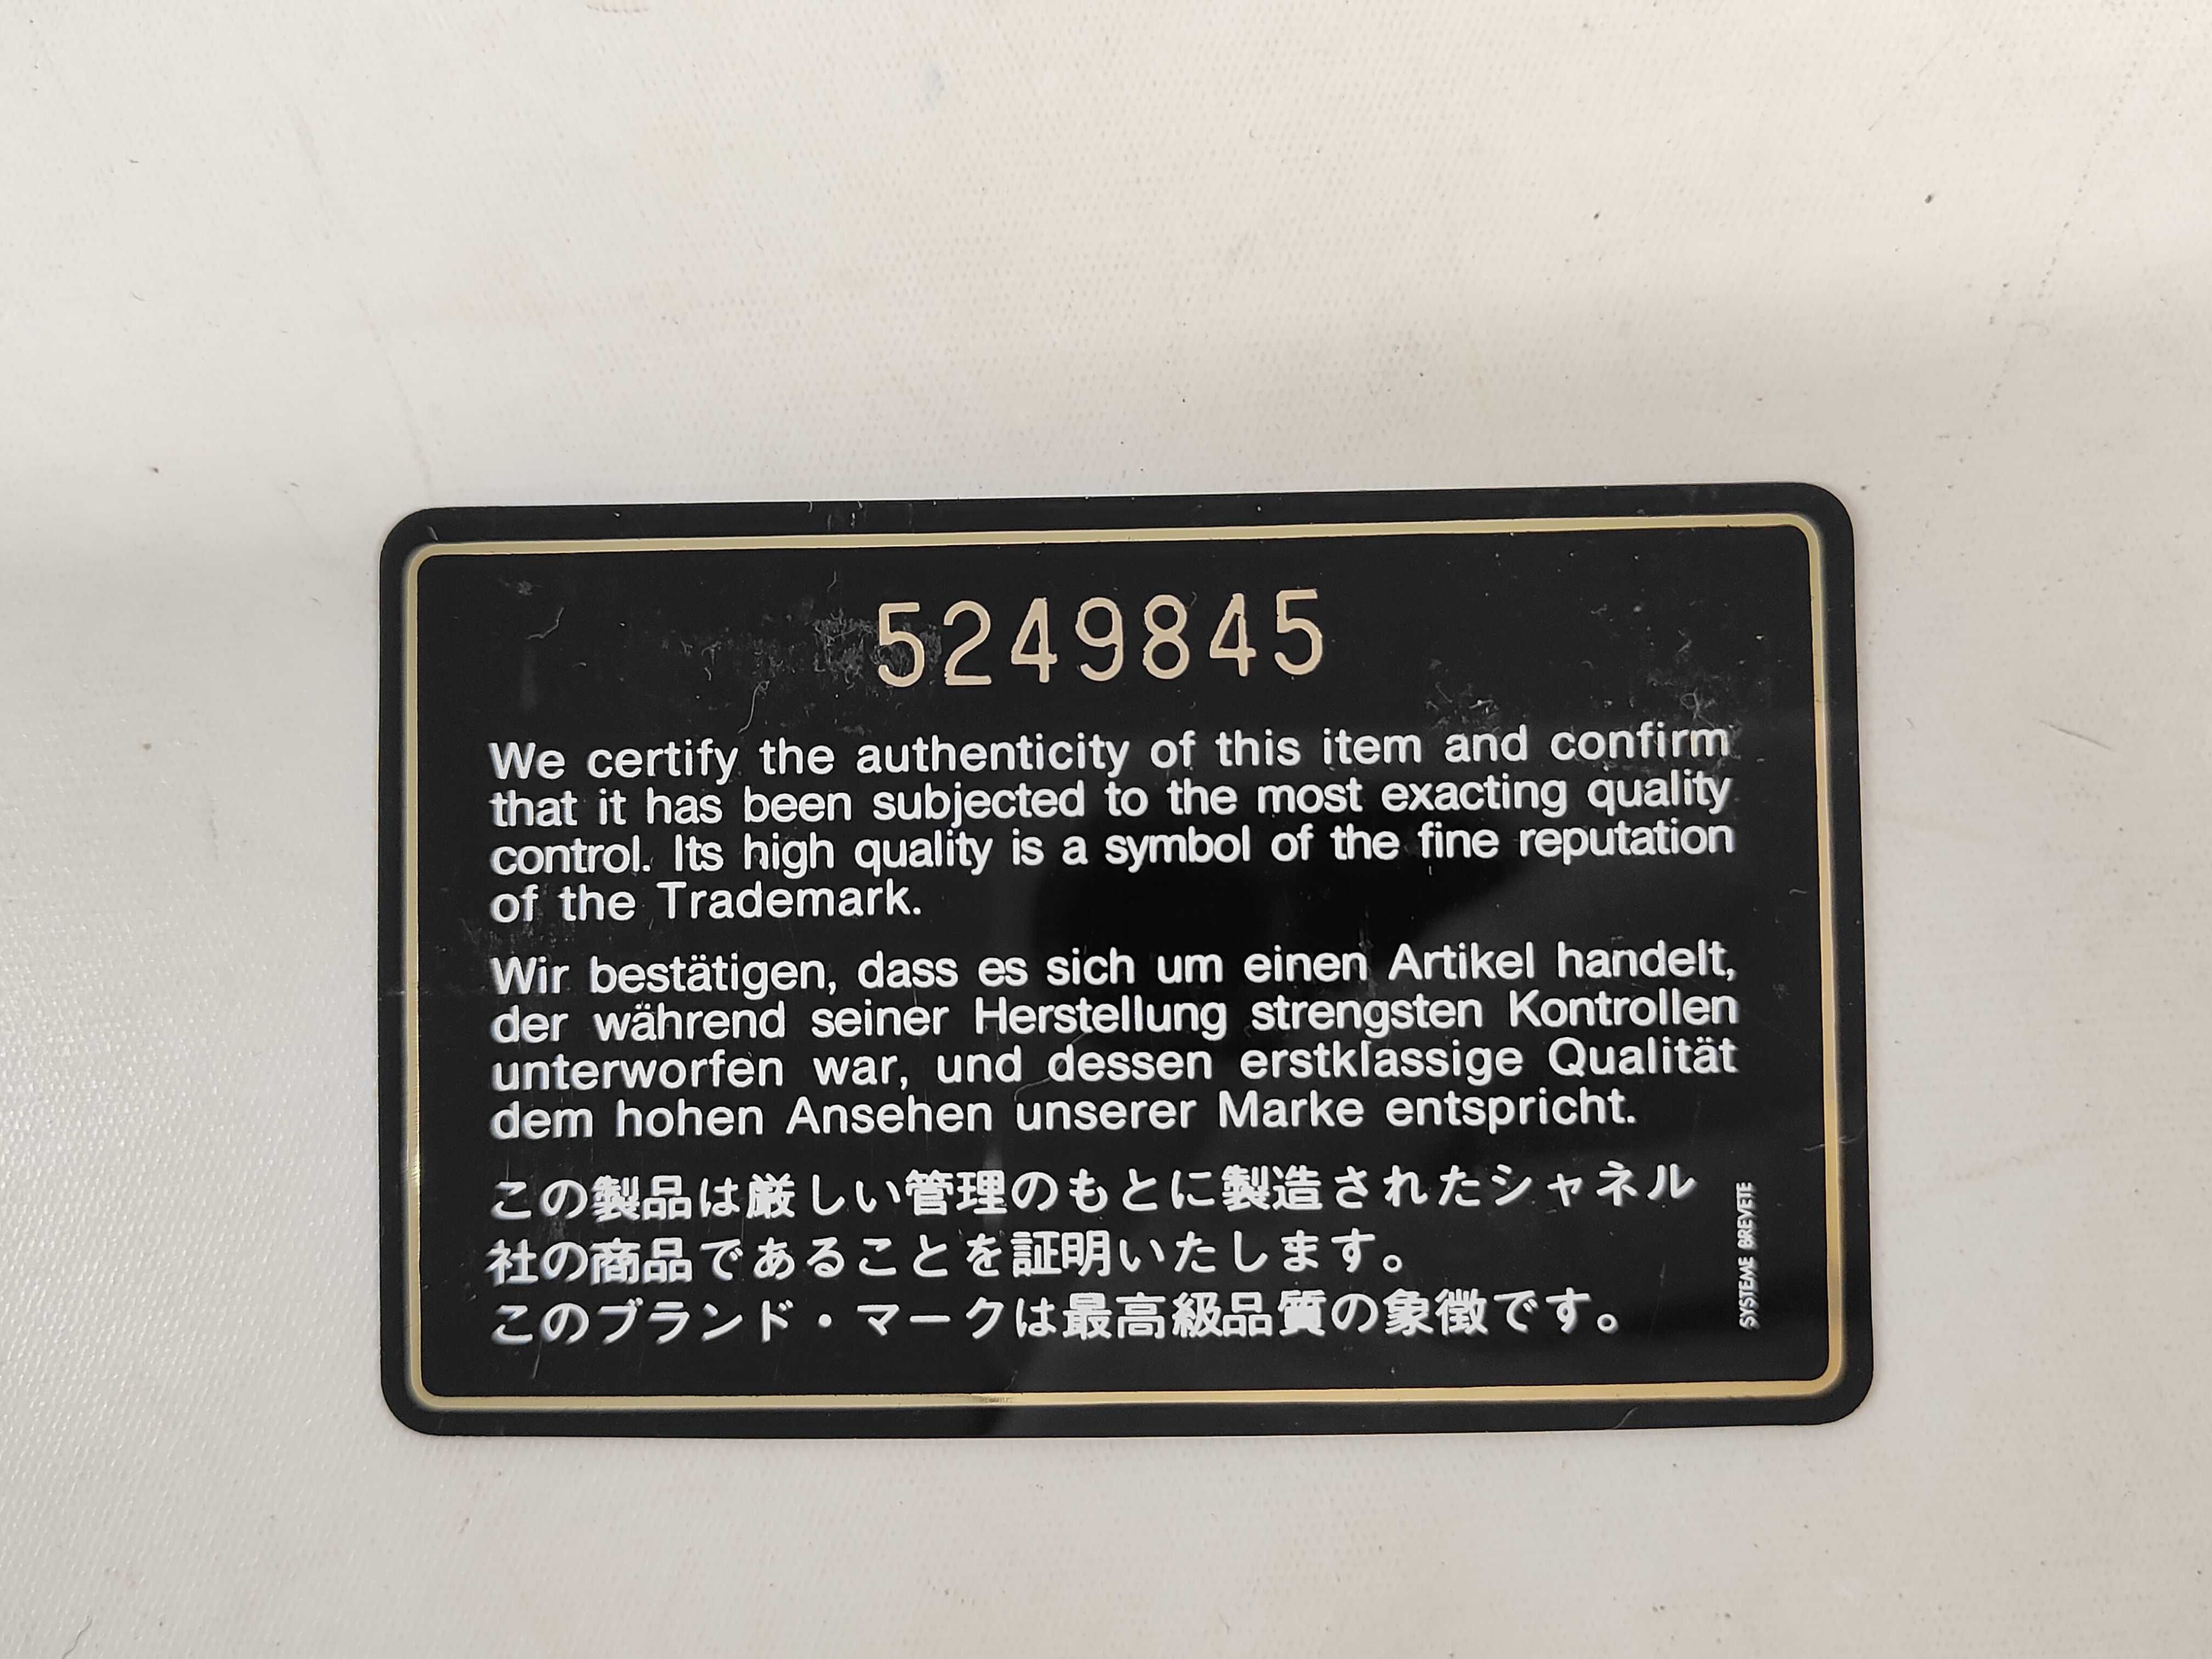 5249845
We certify the authenticity of this item and confirm
that it has been subjected to the most exacting quality
control. Its high quality is a symbol of the fine reputation
of the Trademark.
Wir bestätigen, dass es sich um einen Artikel handelt,
der während seiner Herstellung strengsten Kontrollen
unterworfen war, und dessen erstklassige Qualität
dem hohen Ansehen unserer Marke entspricht.
この製品は厳しい管理のもとに製造されたシャネル
社の商品であることを証明いたします。
このブランド・マークは最高級品質の象徴です。
SYSTEME BREVETE